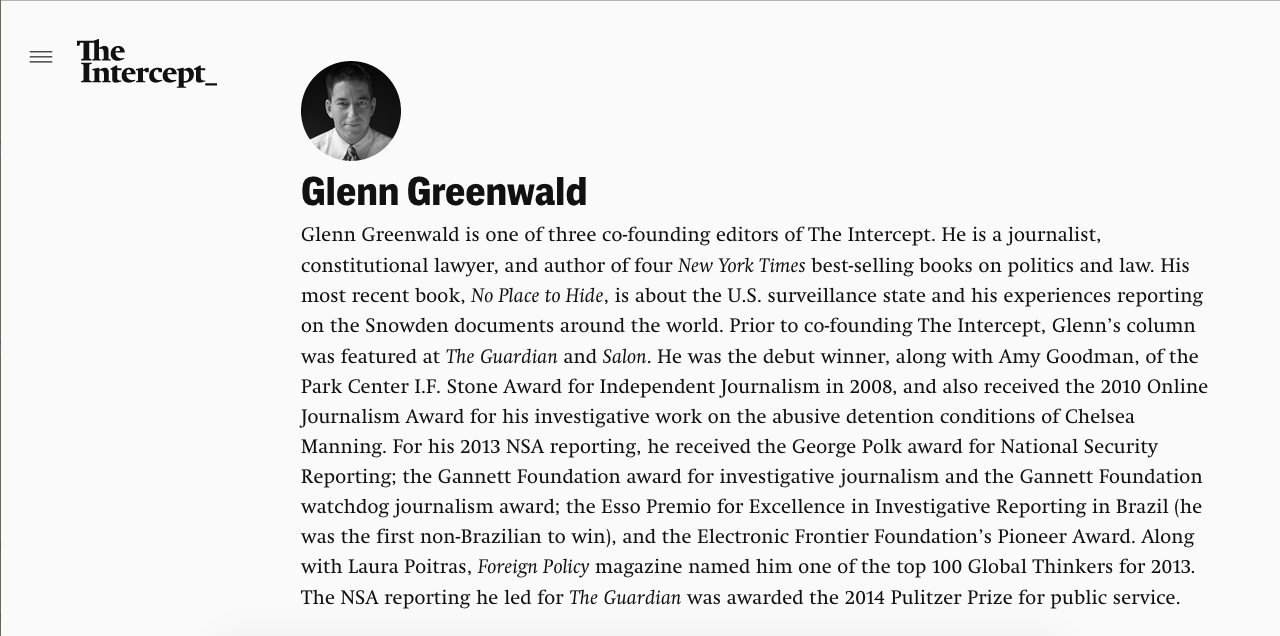 The
Intercept_
Glenn Greenwald
Glenn Greenwald is one of three co-founding editors of The Intercept. He is a journalist,
constitutional lawyer, and author of four New York Times best-selling books on politics and law. His
most recent book, No Place to Hide, is about the U.S. surveillance state and his experiences reporting
on the Snowden documents around the world. Prior to co-founding The Intercept, Glenn’s column
was featured at The Guardian and Salon. He was the debut winner, along with Amy Goodman, of the
Park Center I.F. Stone Award for Independent Journalism in 2008, and also received the 2010 Online
Journalism Award for his investigative work on the abusive detention conditions of Chelsea
Manning. For his 2013 NSA reporting, he received the George Polk award for National Security
Reporting; the Gannett Foundation award for investigative journalism and the Gannett Foundation
watchdog journalism award; the Esso Premio for Excellence in Investigative Reporting in Brazil (he
was the first non-Brazilian to win), and the Electronic Frontier Foundation’s Pioneer Award. Along
with Laura Poitras, Foreign Policy magazine named him one of the top 100 Global Thinkers for 2013.
The NSA reporting he led for The Guardian was awarded the 2014 Pulitzer Prize for public service.